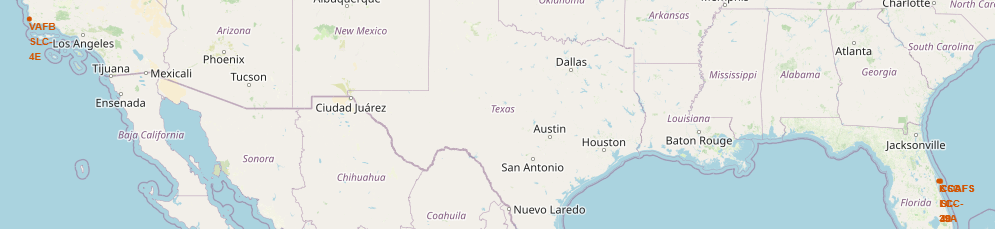 Albuquerque
Oklahoma
Memphis
Charlotte
North Car
VAFB
SLC-
4E
Los Angeles
Arizona
New Mexico
Arkansas
South Carolina
Atlanta
Phoenix
Dallas
Tijuana
Mexicali
Tucson
Mississippi
Alabama
Georgia
Ensenada
Ciudad Juárez
Texas
Louisiana
Baja California
Austin
Houston
Baton Rouge
Jacksonville
Sonora
San Antonio
Chihuahua
Florida
Coahuila
Nuevo Laredo